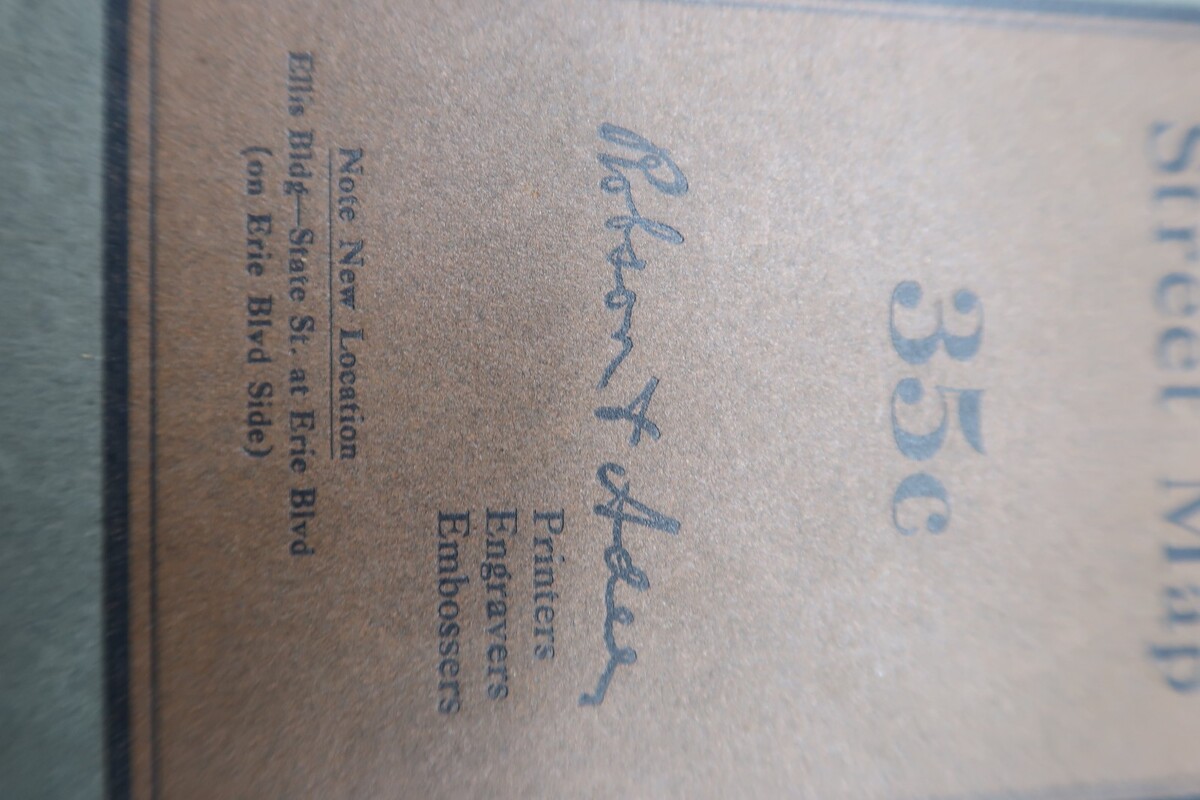 Street Map
35c
Robson & Adee
Printers
Engravers
Embossers
Note New Location
Ellis Bldg—State St. at Erie Blvd
(on Erie Blvd Side)